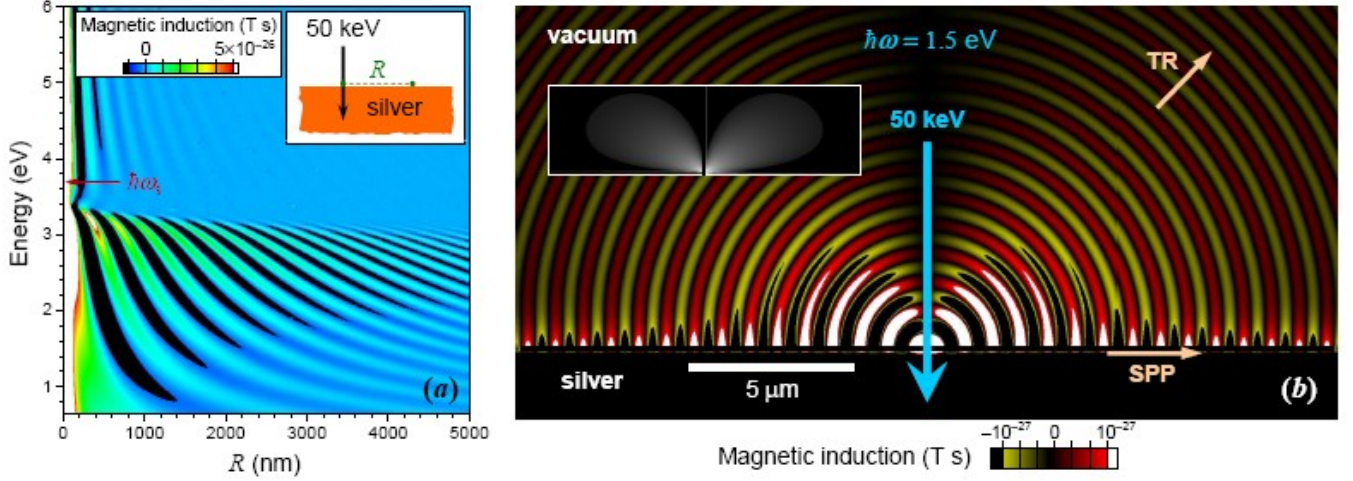 Magnetic induction (T s)
0 5×10⁻²⁶
50 keV
R
silver
ħωs
Energy (eV)
6
5
4
3
2
1
(a)
0 1000 2000 3000 4000 5000
R (nm)
vacuum
ħω = 1.5 eV
TR
50 keV
SPP
silver
5 μm
(b)
−10⁻²⁷ 0 10⁻²⁷
Magnetic induction (T s)